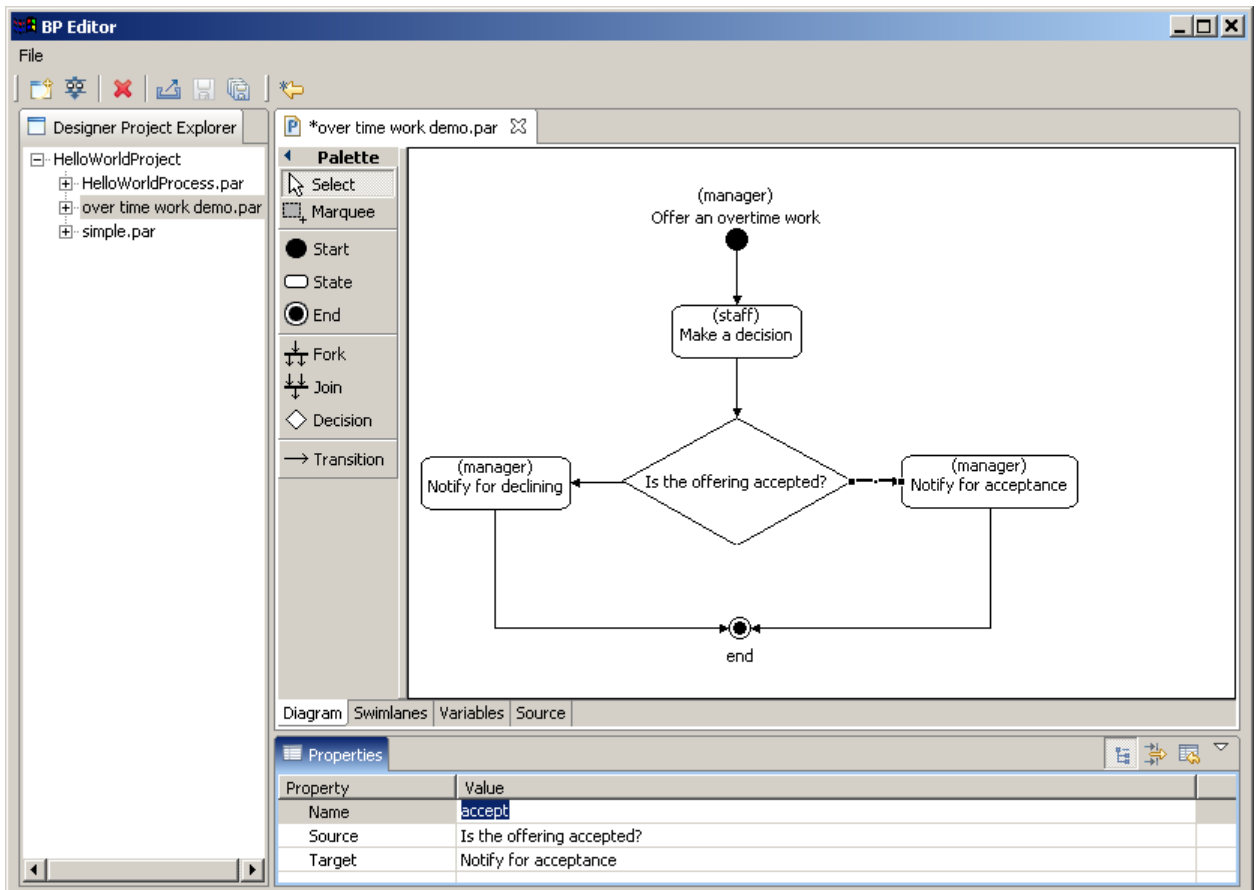 BP Editor
File
Designer Project Explorer
HelloWorldProject
HelloWorldProcess.par
over time work demo.par
simple.par
*over time work demo.par
Palette
Select
Marquee
Start
State
End
Fork
Join
Decision
Transition
(manager)
Offer an overtime work
(staff)
Make a decision
Is the offering accepted?
(manager)
Notify for declining
(manager)
Notify for acceptance
end
Diagram Swimlanes Variables Source
Properties
Property Value
Name accept
Source Is the offering accepted?
Target Notify for acceptance